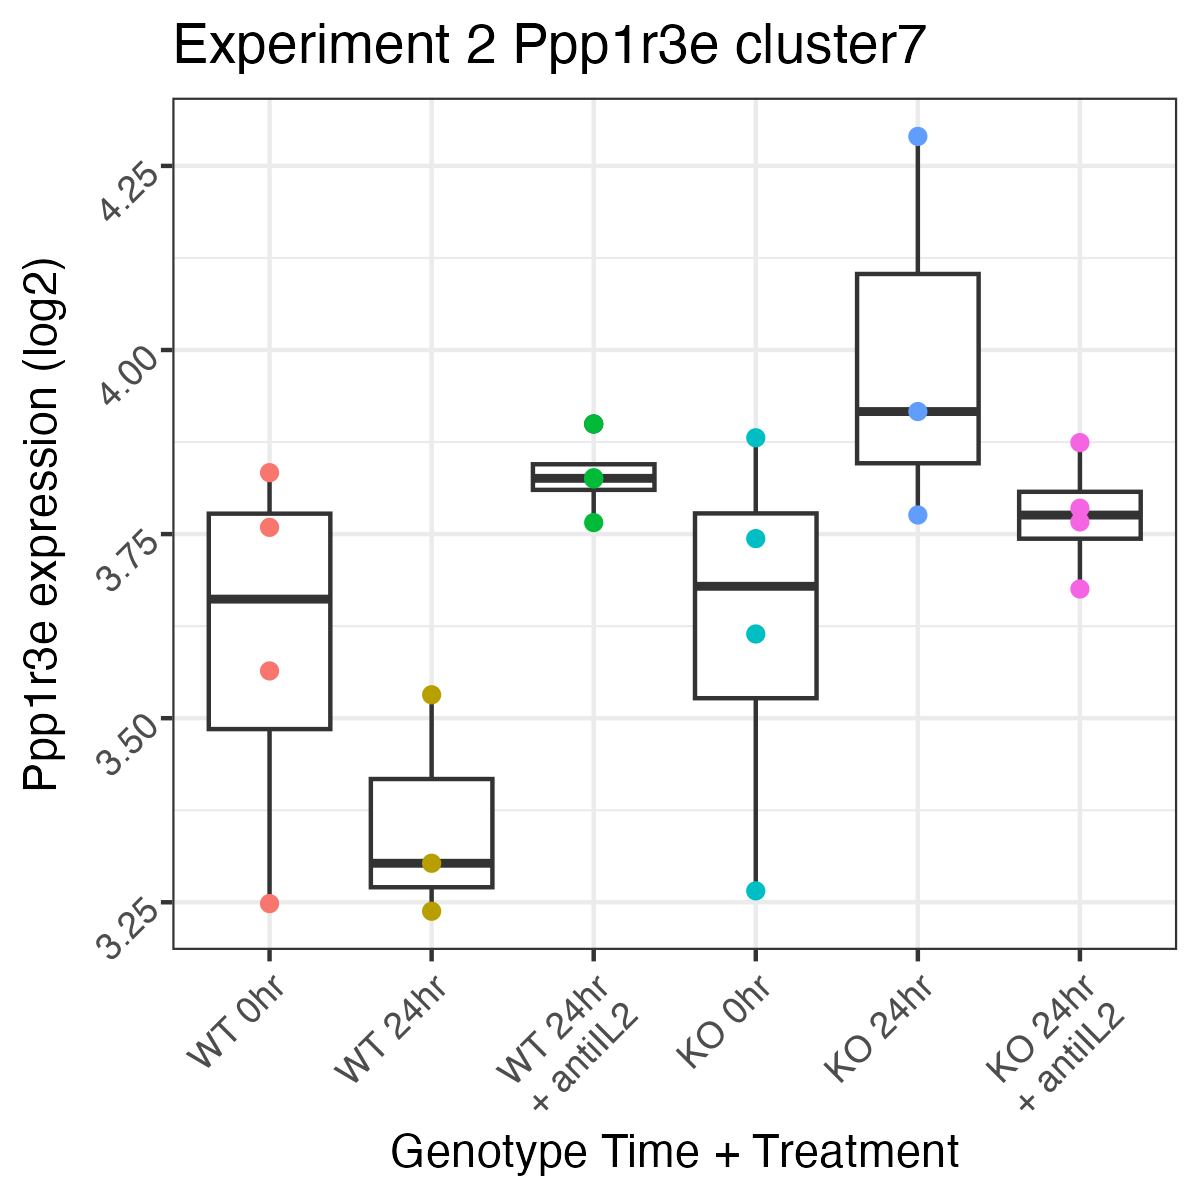 Experiment 2 Ppp1r3e cluster7
Ppp1r3e expression (log2)
4.25
4.00
3.75
3.50
3.25
WT 0hr
WT 24hr
WT 24hr
+ antiIL2
KO 0hr
KO 24hr
KO 24hr
+ antiIL2
Genotype Time + Treatment